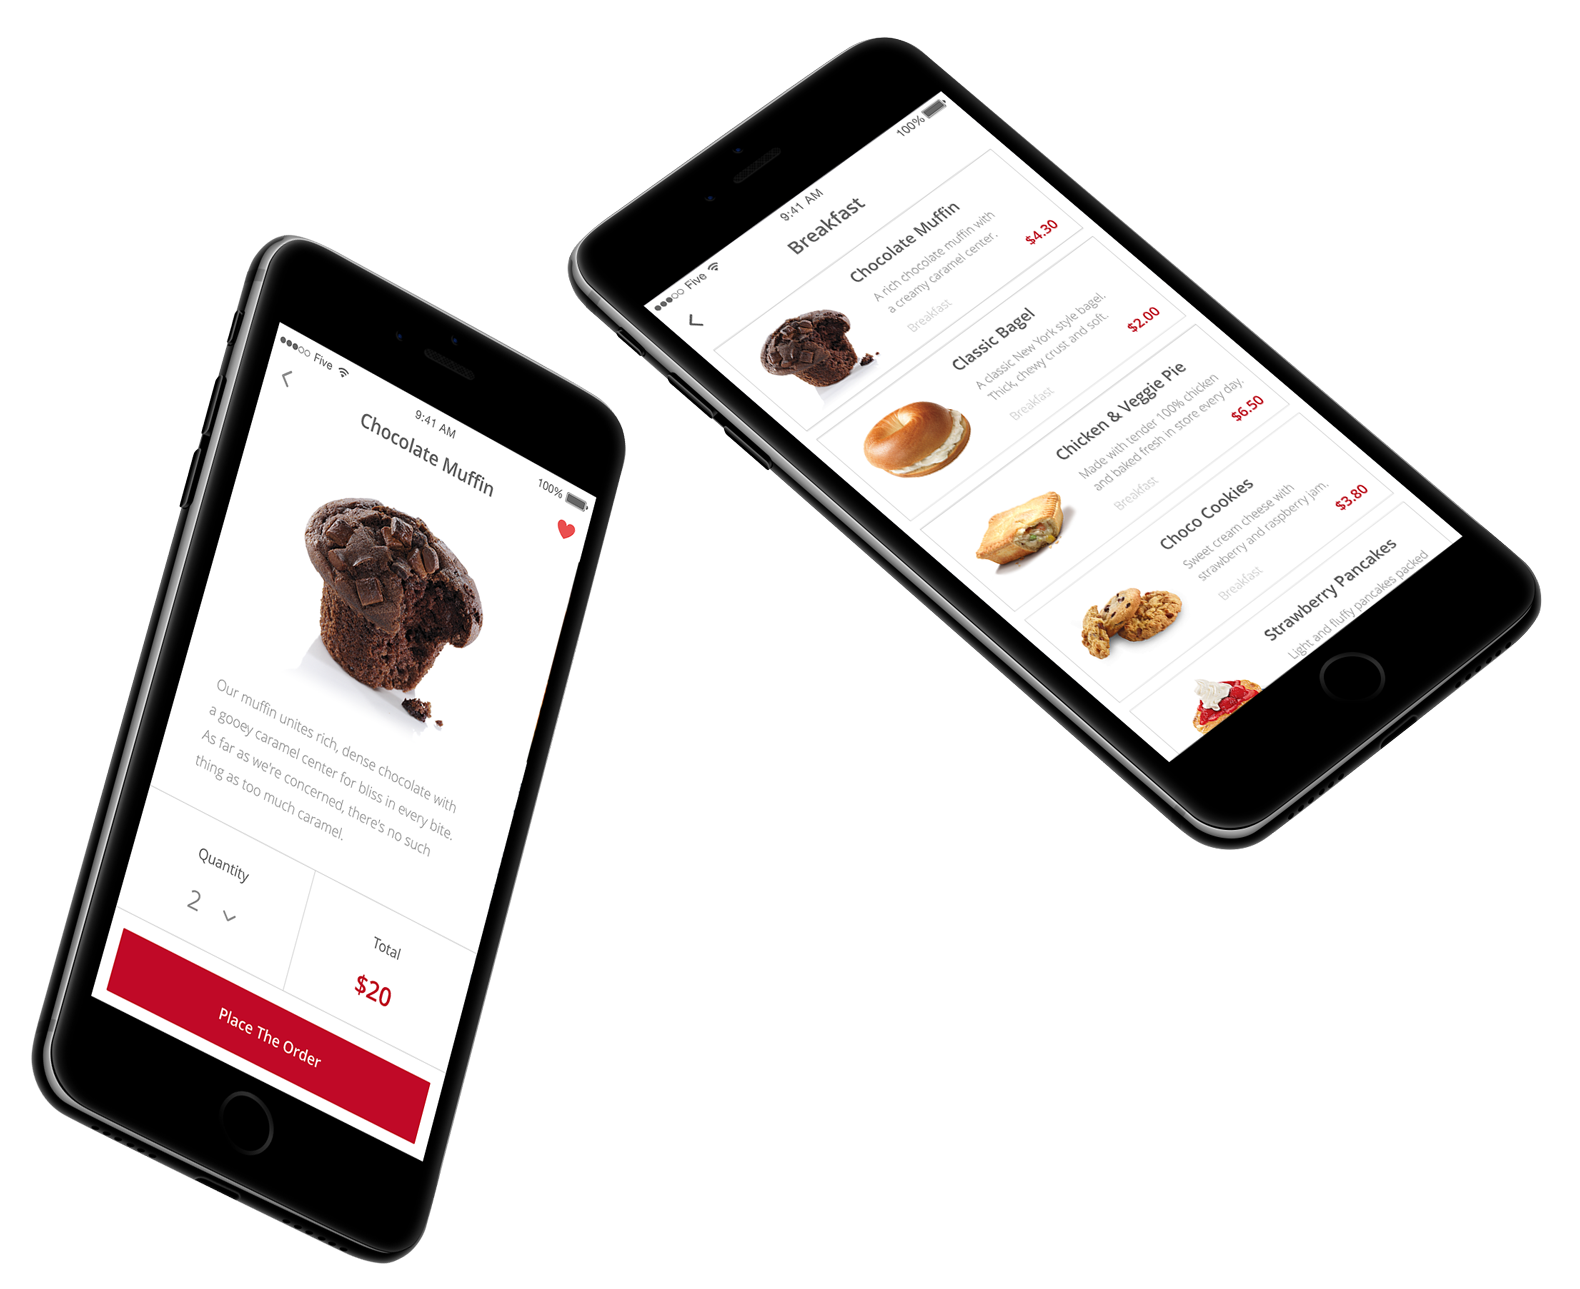 ●●●○○ Five
9:41 AM
100%
Chocolate Muffin
Our muffin unites rich, dense chocolate with
a gooey caramel center for bliss in every bite.
As far as we're concerned, there's no such
thing as too much caramel.
Quantity
2
Total
$20
Place The Order
●●●○○ Five
9:41 AM
100%
Breakfast
Chocolate Muffin
A rich chocolate muffin with
a creamy caramel center.
Breakfast
$4.30
Classic Bagel
A classic New York style bagel.
Thick, chewy crust and soft.
Breakfast
$2.00
Chicken & Veggie Pie
Made with tender 100% chicken
and baked fresh in store every day.
Breakfast
$6.50
Choco Cookies
Sweet cream cheese with
strawberry and raspberry jam.
Breakfast
$3.80
Strawberry Pancakes
Light and fluffy pancakes packed